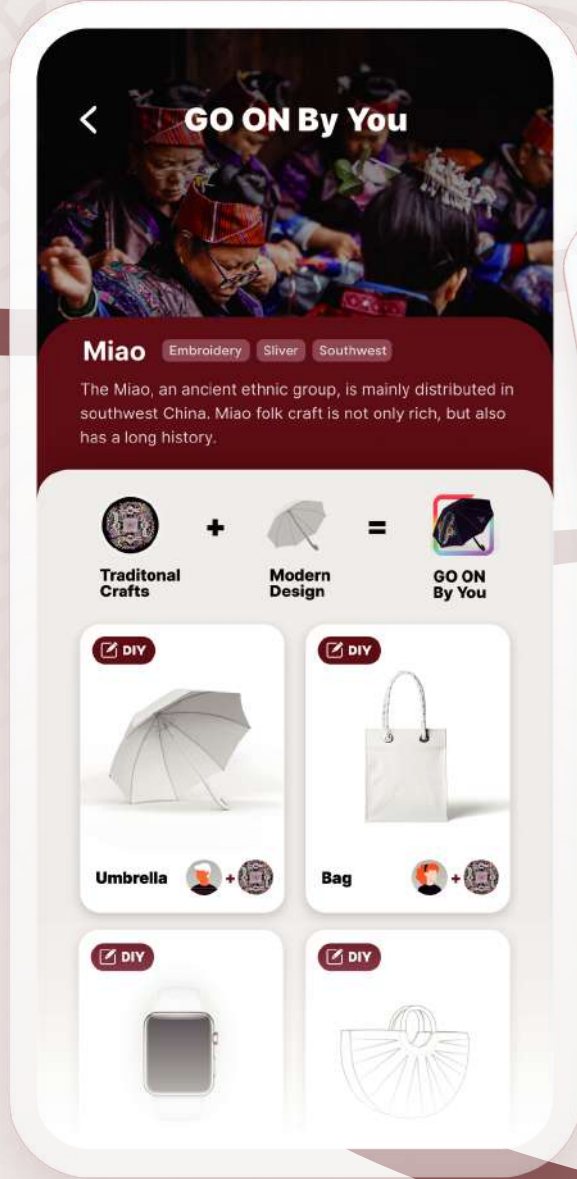 GO ON By You
Miao
Embroidery
Sliver
Southwest
The Miao, an ancient ethnic group, is mainly distributed in
southwest China. Miao folk craft is not only rich, but also
has a long history.
+
=
Traditonal
Crafts
Modern
Design
GO ON
By You
DIY
DIY
Umbrella
+
Bag
+
DIY
DIY